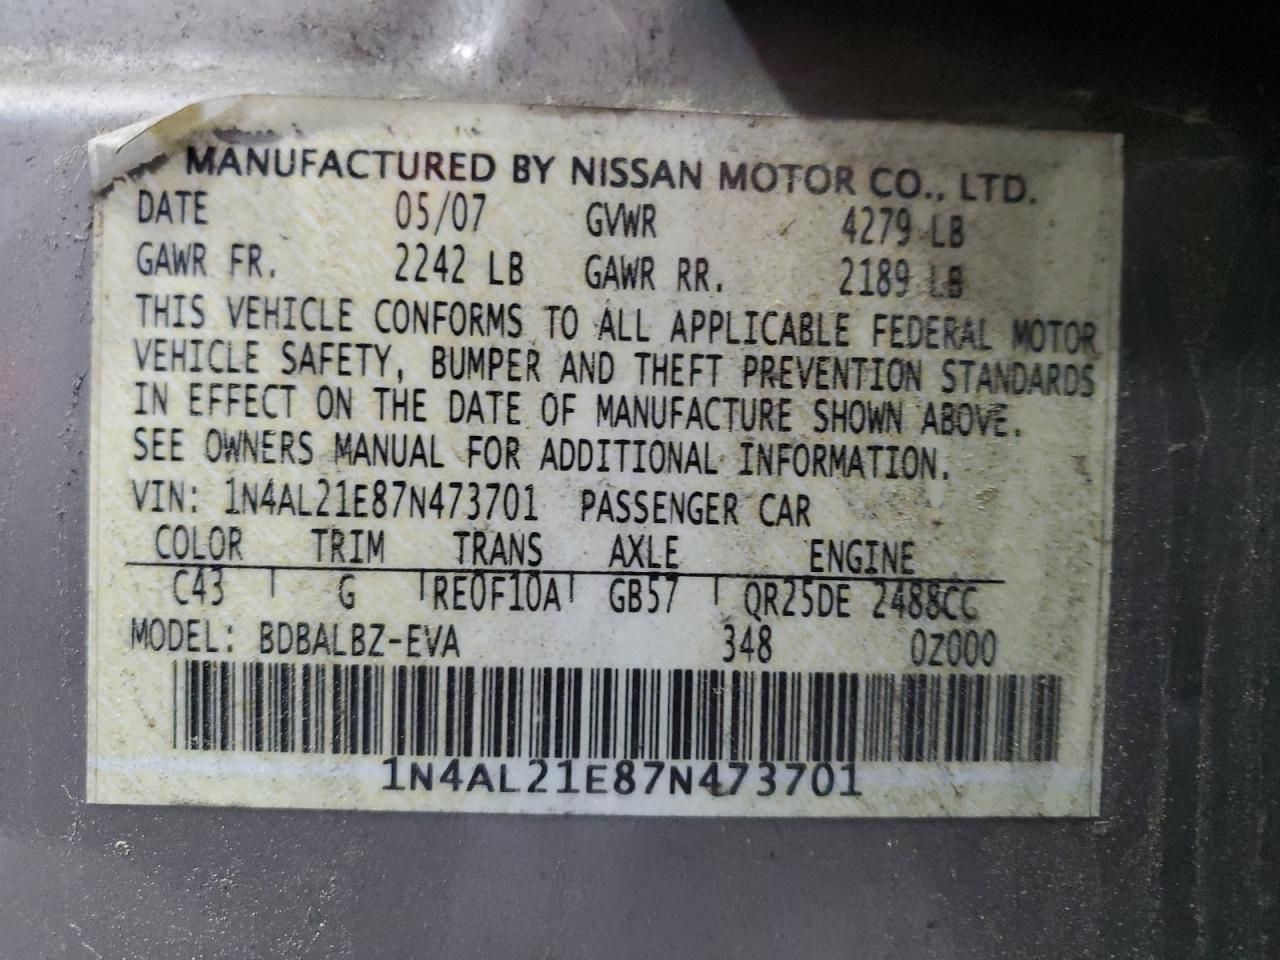 MANUFACTURED BY NISSAN MOTOR CO., LTD.
DATE 05/07 GVWR 4279 LB
GAWR FR. 2242 LB GAWR RR. 2189 LB
THIS VEHICLE CONFORMS TO ALL APPLICABLE FEDERAL MOTOR
VEHICLE SAFETY, BUMPER AND THEFT PREVENTION STANDARDS
IN EFFECT ON THE DATE OF MANUFACTURE SHOWN ABOVE.
SEE OWNERS MANUAL FOR ADDITIONAL INFORMATION.
VIN: 1N4AL21E87N473701 PASSENGER CAR
COLOR TRIM TRANS AXLE ENGINE
C43 G RE0F10A GB57 QR25DE 2488CC
MODEL: BDBALBZ-EVA 348 0Z000
1N4AL21E87N473701